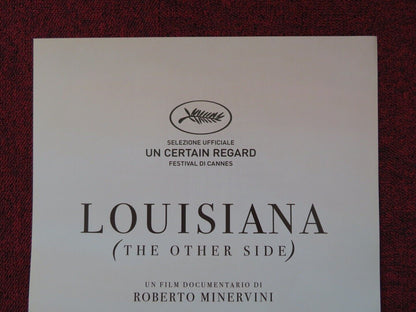 SELEZIONE UFFICIALE
UN CERTAIN REGARD
FESTIVAL DI CANNES
LOUISIANA
(THE OTHER SIDE)
UN FILM DOCUMENTARIO DI
ROBERTO MINERVINI